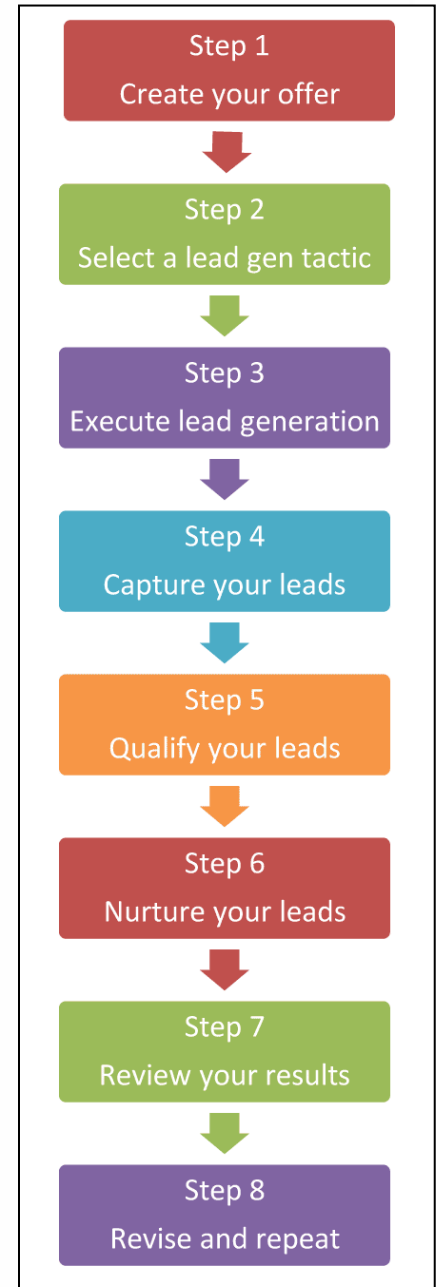 Step 1
Create your offer
Step 2
Select a lead gen tactic
Step 3
Execute lead generation
Step 4
Capture your leads
Step 5
Qualify your leads
Step 6
Nurture your leads
Step 7
Review your results
Step 8
Revise and repeat